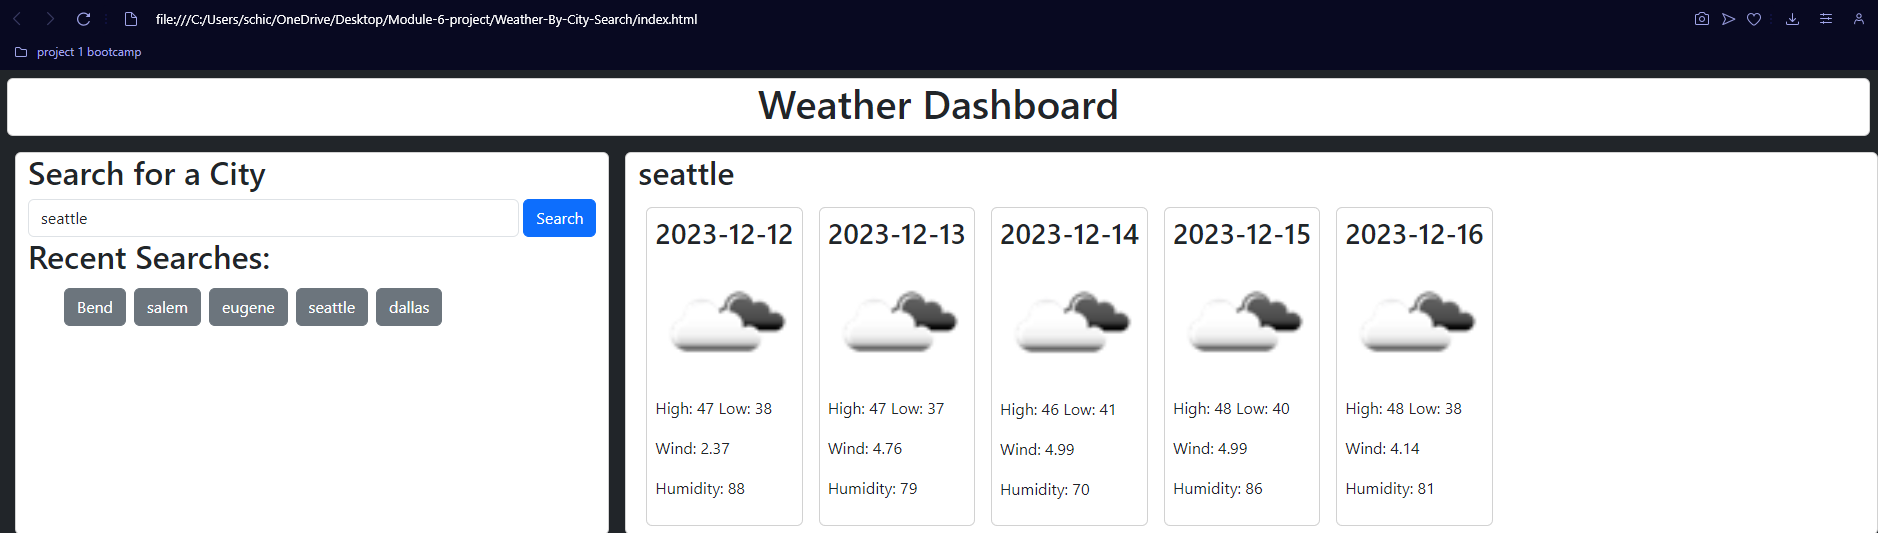 file:///C:/Users/schic/OneDrive/Desktop/Module-6-project/Weather-By-City-Search/index.html
project 1 bootcamp
Weather Dashboard
Search for a City
seattle Search
Recent Searches:
Bend salem eugene seattle dallas
seattle
2023-12-12
High: 47 Low: 38
Wind: 2.37
Humidity: 88
2023-12-13
High: 47 Low: 37
Wind: 4.76
Humidity: 79
2023-12-14
High: 46 Low: 41
Wind: 4.99
Humidity: 70
2023-12-15
High: 48 Low: 40
Wind: 4.99
Humidity: 86
2023-12-16
High: 48 Low: 38
Wind: 4.14
Humidity: 81